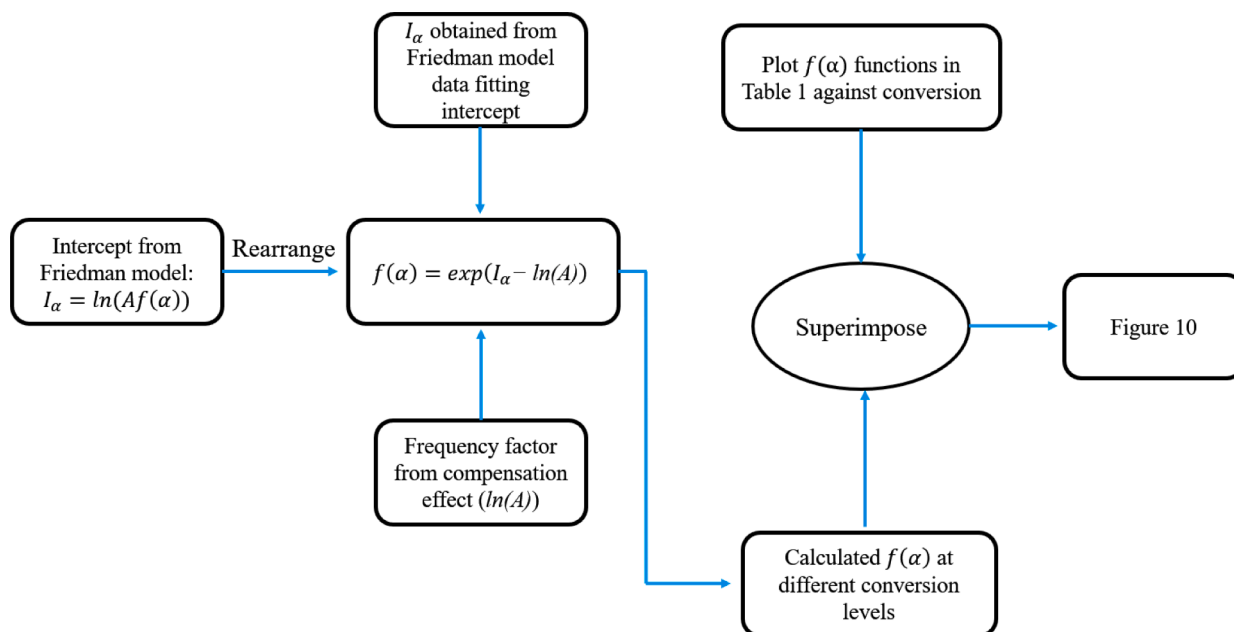 I_α obtained from
Friedman model
data fitting
intercept
Plot f(α) functions in
Table 1 against conversion
Intercept from
Friedman model:
I_α = ln(Af(α))
Rearrange
f(α) = exp(I_α − ln(A))
Superimpose
Figure 10
Frequency factor
from compensation
effect (ln(A))
Calculated f(α) at
different conversion
levels